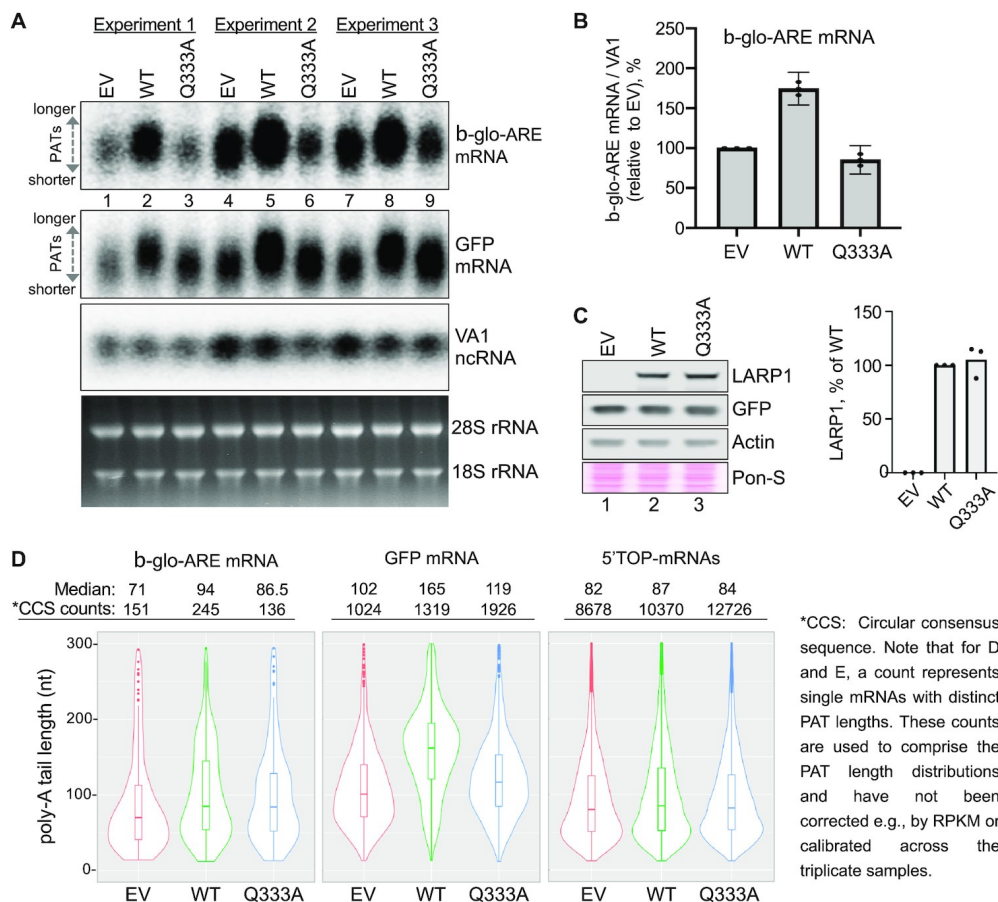 A
Experiment 1 Experiment 2 Experiment 3
EV WT Q333A EV WT Q333A EV WT Q333A
longer
PATs
shorter
b-glo-ARE
mRNA
1 2 3 4 5 6 7 8 9
longer
PATs
shorter
GFP
mRNA
VA1
ncRNA
28S rRNA
18S rRNA
B
b-glo-ARE mRNA
b-glo-ARE mRNA / VA1
(relative to EV), %
250
200
150
100
50
0
EV WT Q333A
C
EV WT Q333A
LARP1
GFP
Actin
Pon-S
1 2 3
LARP1, % of WT
150
100
50
0
EV WT Q333A
D
b-glo-ARE mRNA GFP mRNA 5'TOP-mRNAs
Median: 71 94 86.5 102 165 119 82 87 84
*CCS counts: 151 245 136 1024 1319 1926 8678 10370 12726
poly-A tail length (nt)
300
200
100
0
EV WT Q333A EV WT Q333A EV WT Q333A
*CCS: Circular consensus
sequence. Note that for D
and E, a count represents
single mRNAs with distinct
PAT lengths. These counts
are used to comprise the
PAT length distributions
and have not been
corrected e.g., by RPKM or
calibrated across the
triplicate samples.